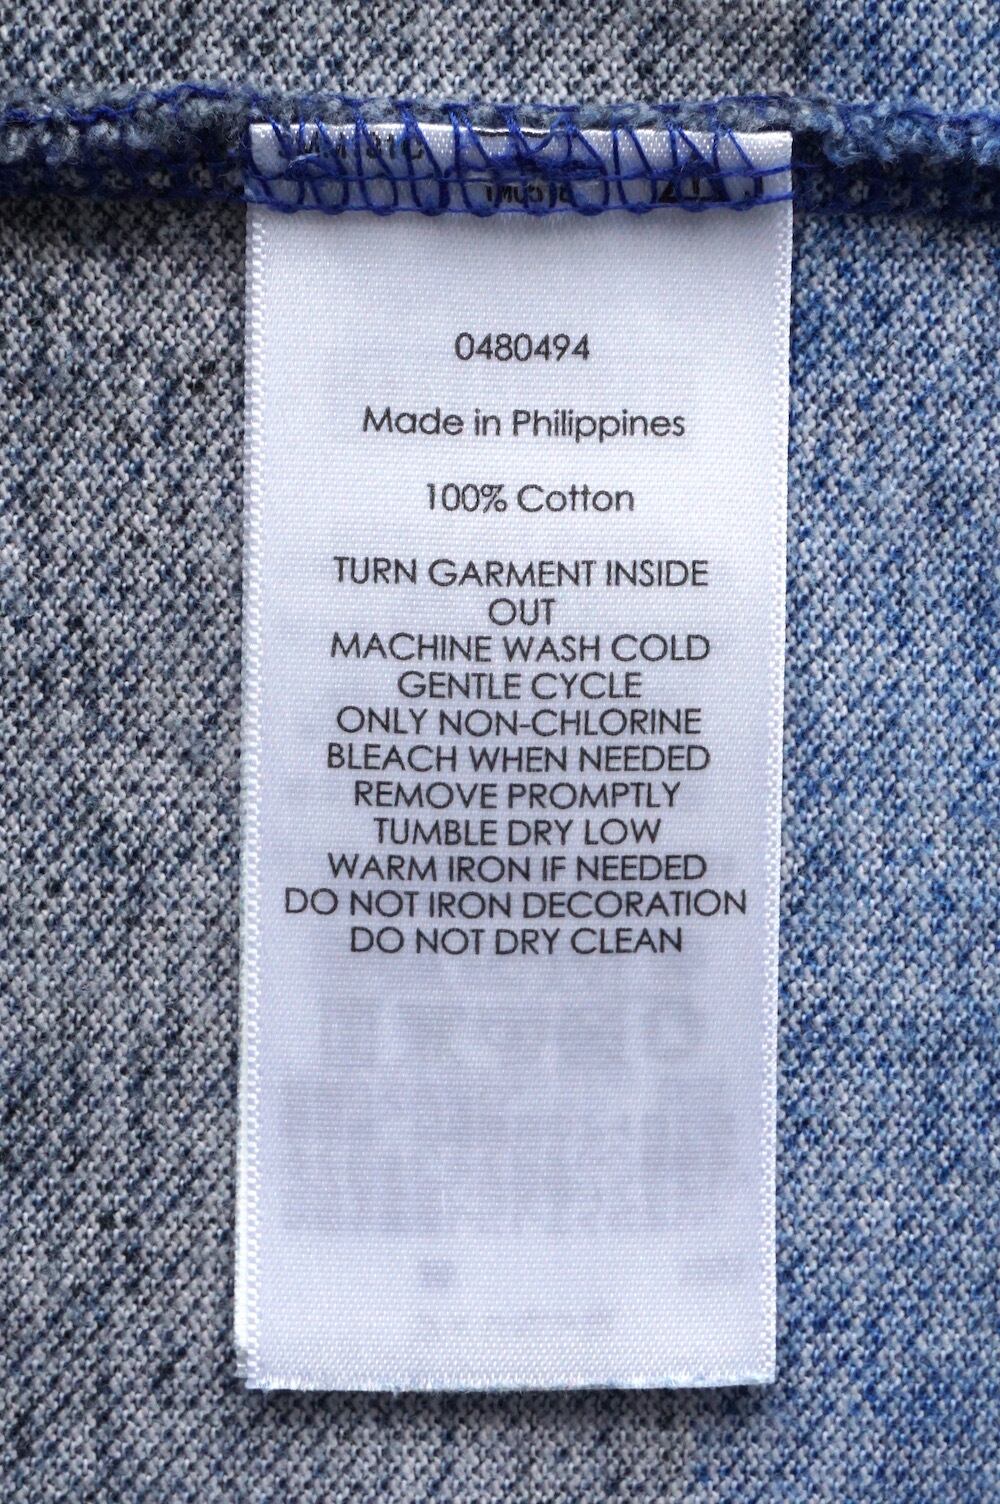 0480494
Made in Philippines
100% Cotton
TURN GARMENT INSIDE
OUT
MACHINE WASH COLD
GENTLE CYCLE
ONLY NON-CHLORINE
BLEACH WHEN NEEDED
REMOVE PROMPTLY
TUMBLE DRY LOW
WARM IRON IF NEEDED
DO NOT IRON DECORATION
DO NOT DRY CLEAN